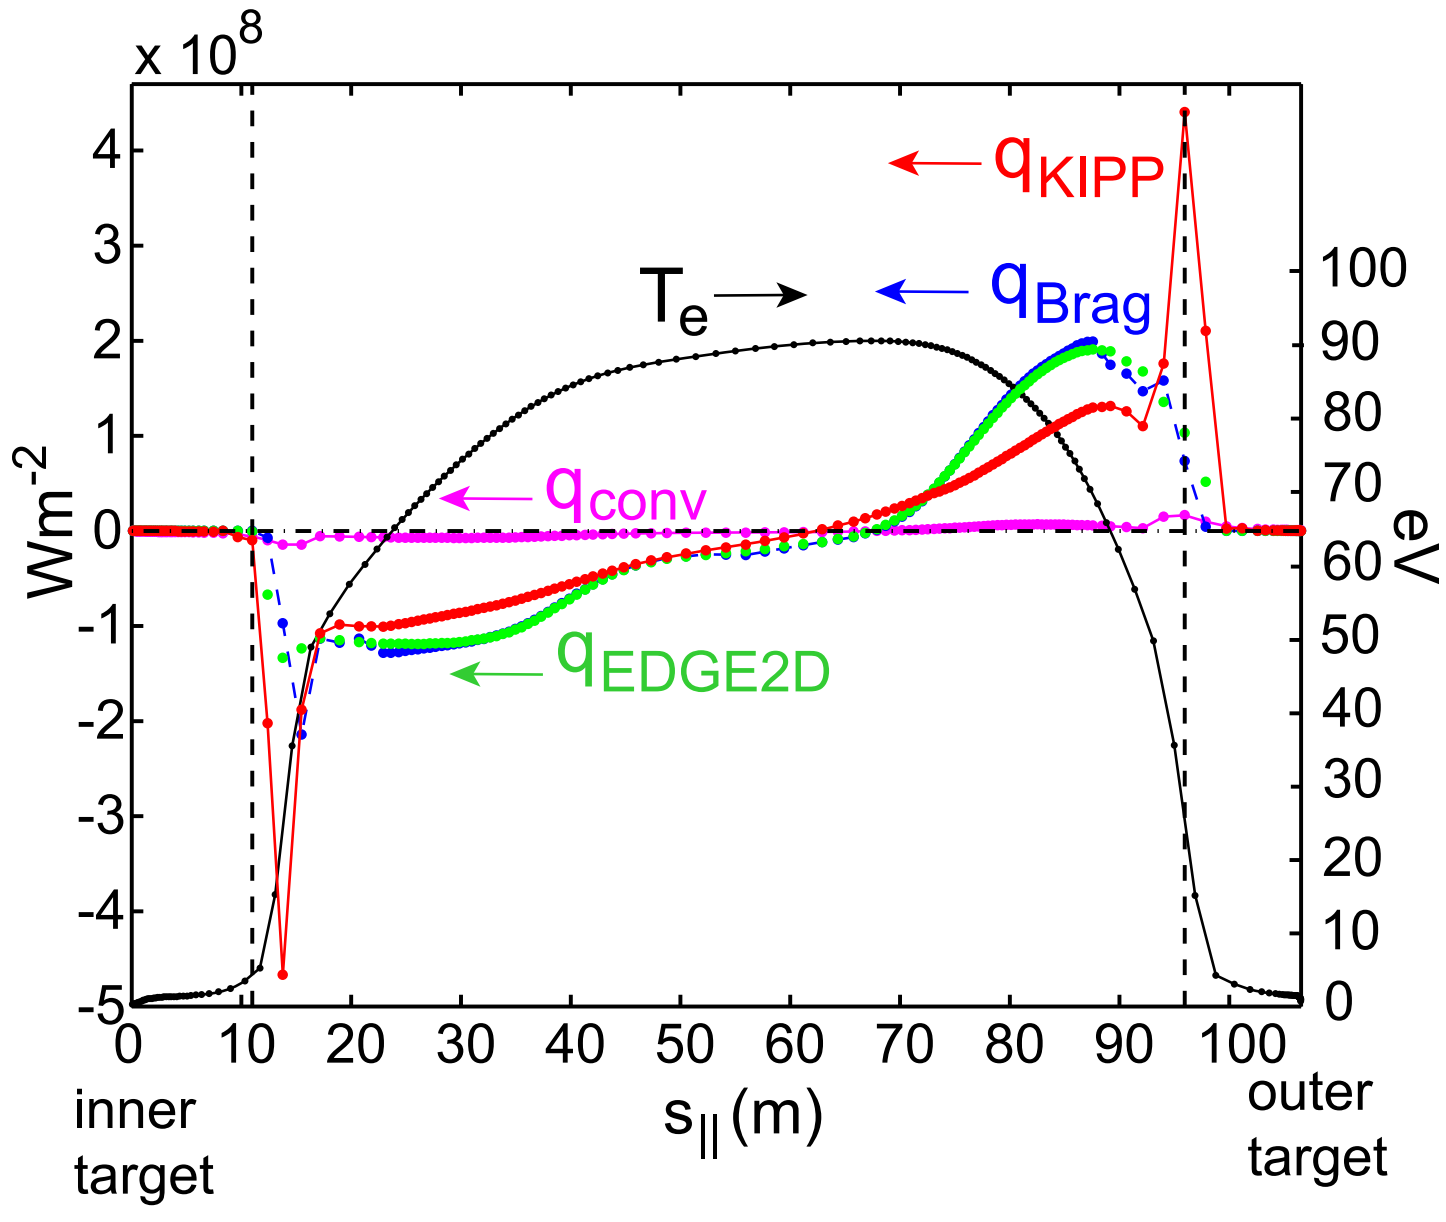 x 10^8
q_KIPP
T_e
q_Brag
q_conv
q_EDGE2D
Wm^-2
4
3
2
1
0
-1
-2
-3
-4
-5
100
90
80
70
60
50
40
30
20
10
0
eV
0 10 20 30 40 50 60 70 80 90 100
s_|| (m)
inner
target
outer
target